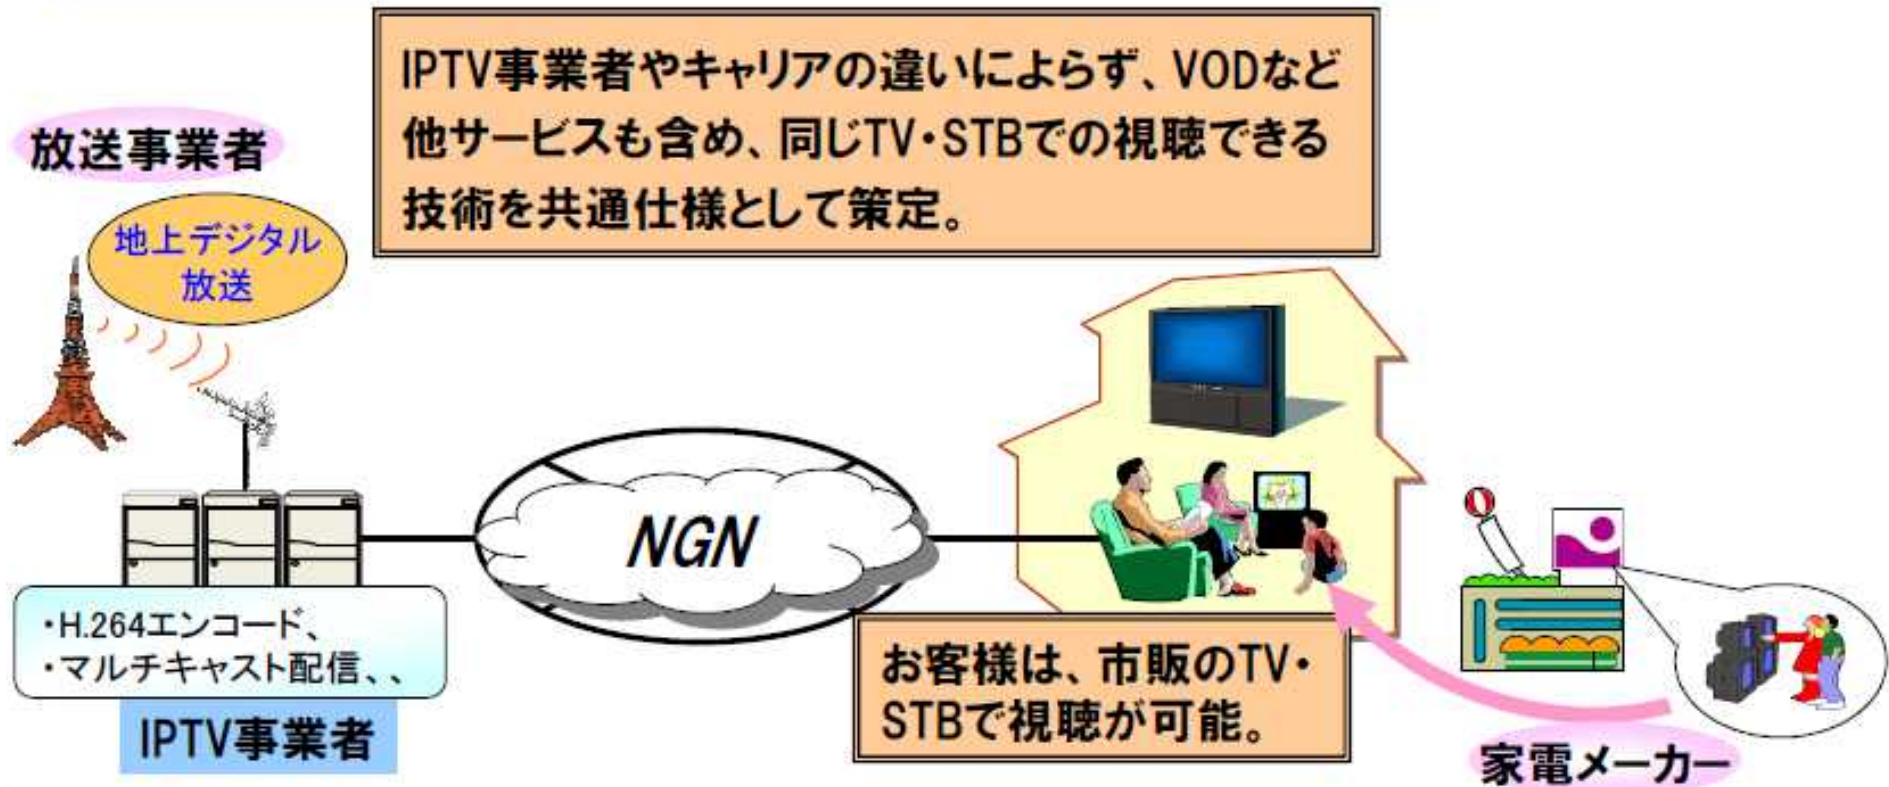 IPTV事業者やキャリアの違いによらず、VODなど
他サービスも含め、同じTV・STBでの視聴できる
技術を共通仕様として策定。
放送事業者
地上デジタル
放送
NGN
・H.264エンコード、
・マルチキャスト配信、、
IPTV事業者
お客様は、市販のTV・
STBで視聴が可能。
家電メーカー